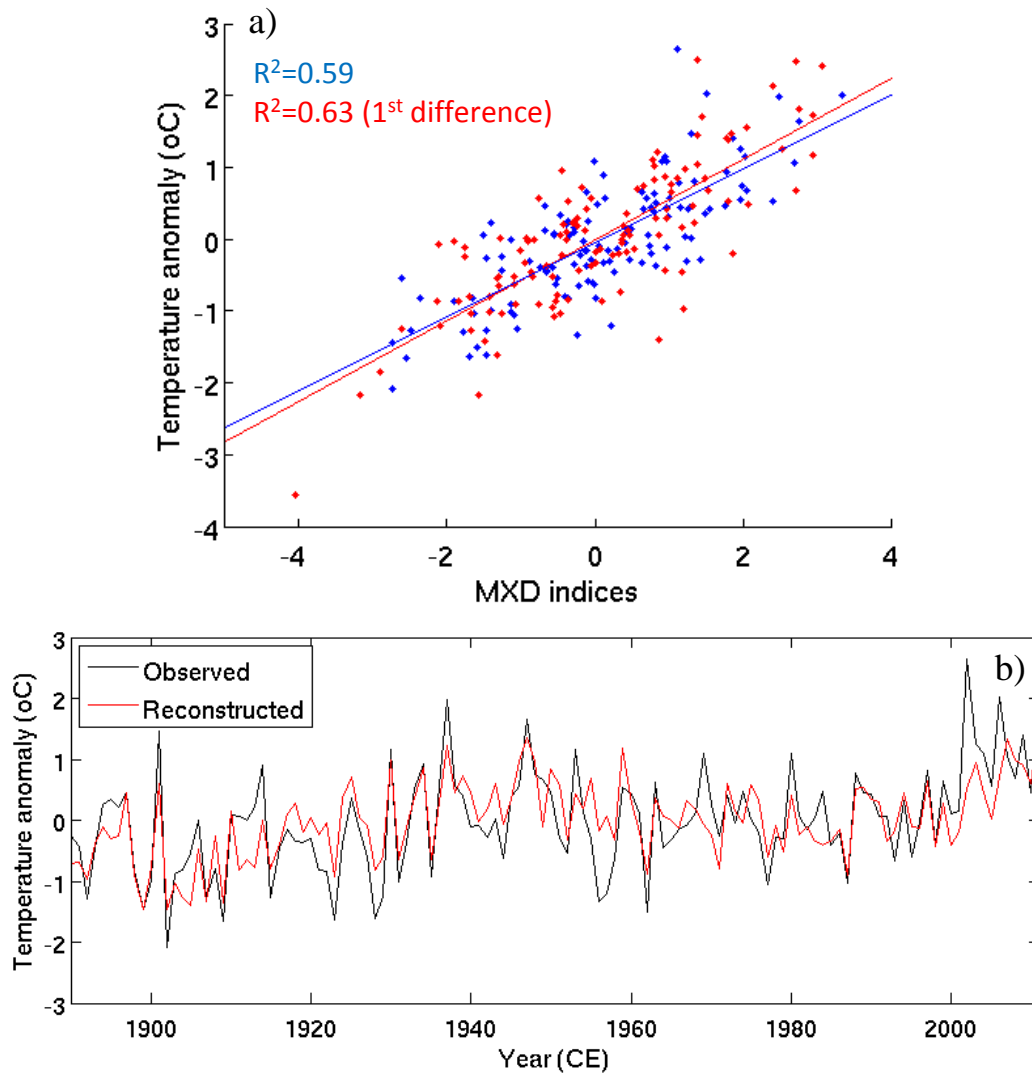 a)
R²=0.59
R²=0.63 (1st difference)
3
2
1
0
-1
-2
-3
-4
Temperature anomaly (oC)
-4
-2
0
2
4
MXD indices
b)
Observed
Reconstructed
3
2
1
0
-1
-2
-3
Temperature anomaly (oC)
1900
1920
1940
1960
1980
2000
Year (CE)